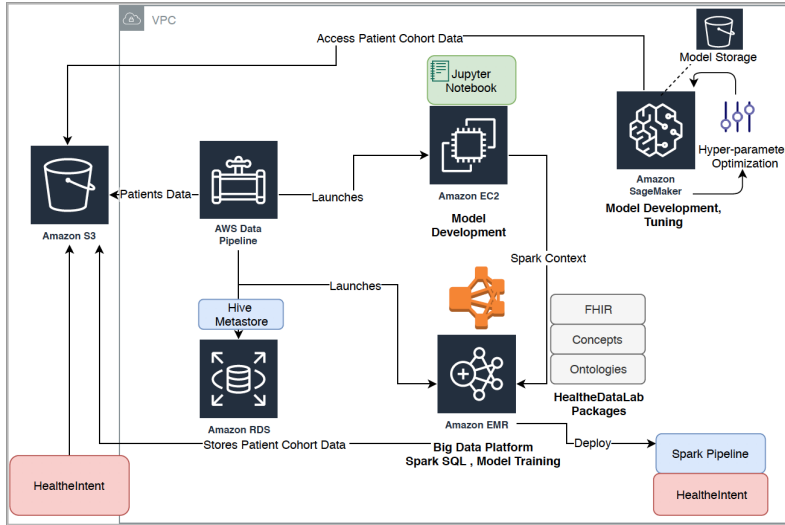 VPC
Access Patient Cohort Data
Model Storage
Jupyter
Notebook
Hyper-paramete
Optimization
Amazon
SageMaker
Model Development,
Tuning
Amazon S3
Patients Data
AWS Data
Pipeline
Launches
Amazon EC2
Model
Development
Spark Context
Launches
Hive
Metastore
FHIR
Concepts
Ontologies
HealtheDataLab
Packages
Amazon RDS
Amazon EMR
Stores Patient Cohort Data
Big Data Platform
Spark SQL , Model Training
Deploy
Spark Pipeline
HealtheIntent
HealtheIntent